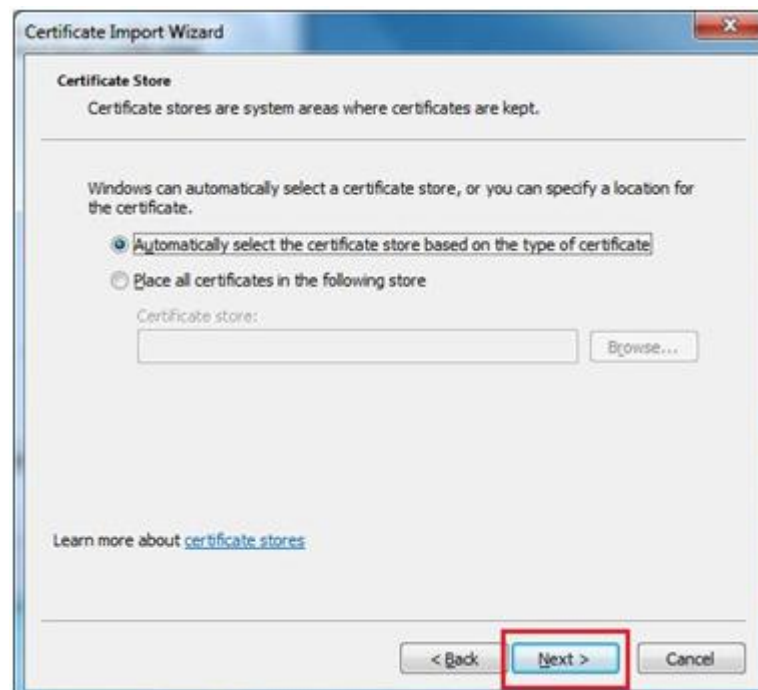 Certificate Import Wizard
Certificate Store
Certificate stores are system areas where certificates are kept.
Windows can automatically select a certificate store, or you can specify a location for
the certificate.
Automatically select the certificate store based on the type of certificate
Place all certificates in the following store
Certificate store:
Browse...
Learn more about certificate stores
< Back
Next >
Cancel